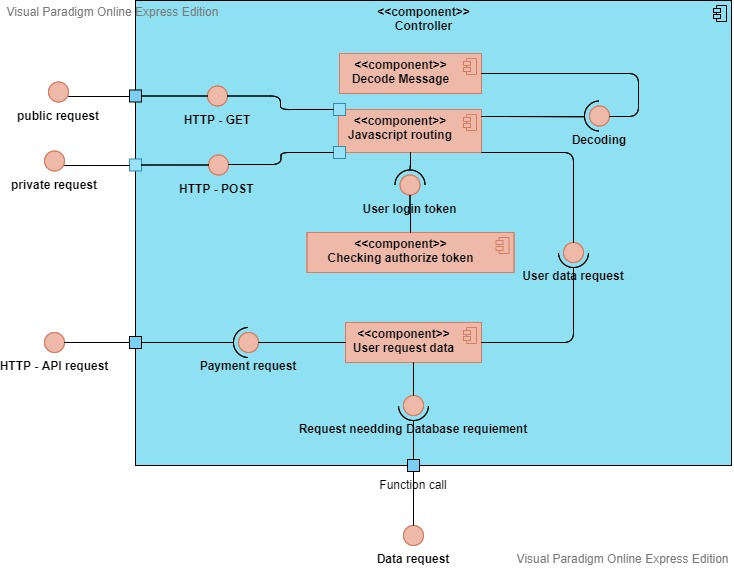 Visual Paradigm Online Express Edition
<<component>>
Controller
<<component>>
Decode Message
public request
HTTP - GET
<<component>>
Javascript routing
Decoding
private request
HTTP - POST
User login token
<<component>>
Checking authorize token
User data request
<<component>>
User request data
HTTP - API request
Payment request
Request needding Database requiement
Function call
Data request
Visual Paradigm Online Express Edition